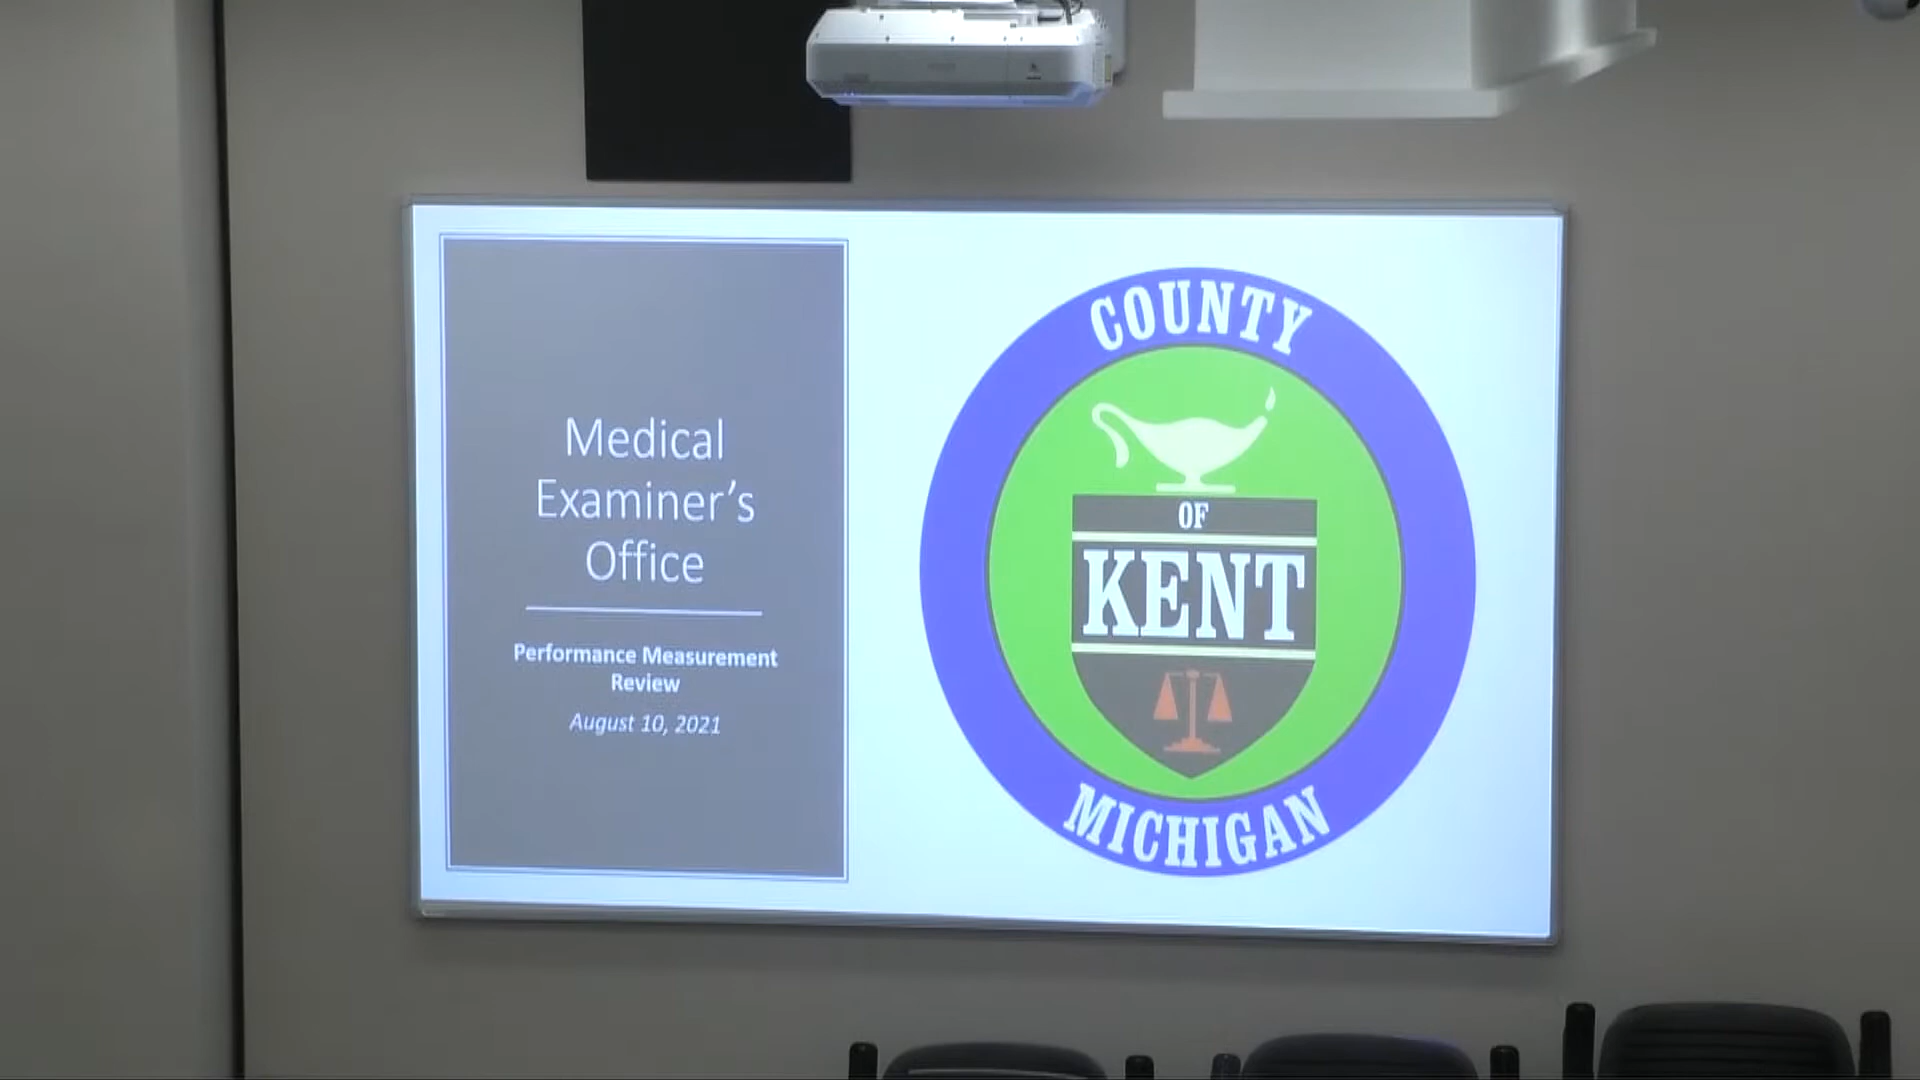 Medical
Examiner's
Office
Performance Measurement
Review
August 10, 2021
COUNTY
OF
KENT
MICHIGAN